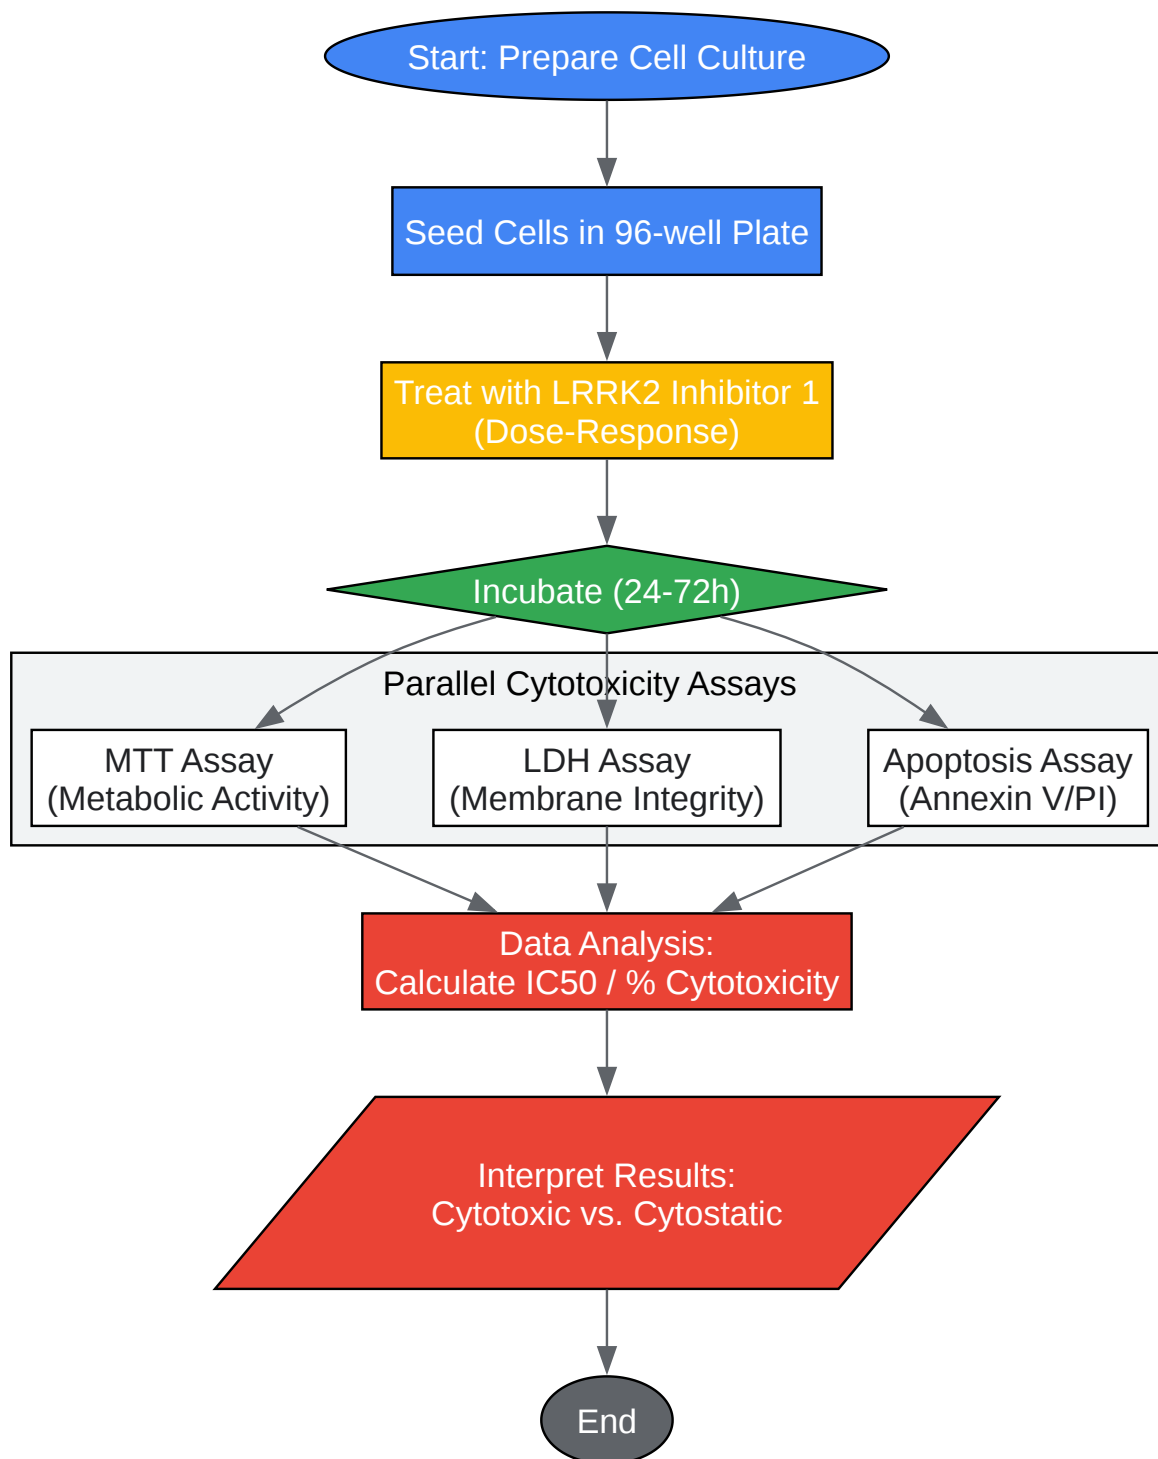 Start: Prepare Cell Culture
Seed Cells in 96-well Plate
Treat with LRRK2 Inhibitor 1
(Dose-Response)
Incubate (24-72h)
Parallel Cytotoxicity Assays
MTT Assay
(Metabolic Activity)
LDH Assay
(Membrane Integrity)
Apoptosis Assay
(Annexin V/PI)
Data Analysis:
Calculate IC50 / % Cytotoxicity
Interpret Results:
Cytotoxic vs. Cytostatic
End